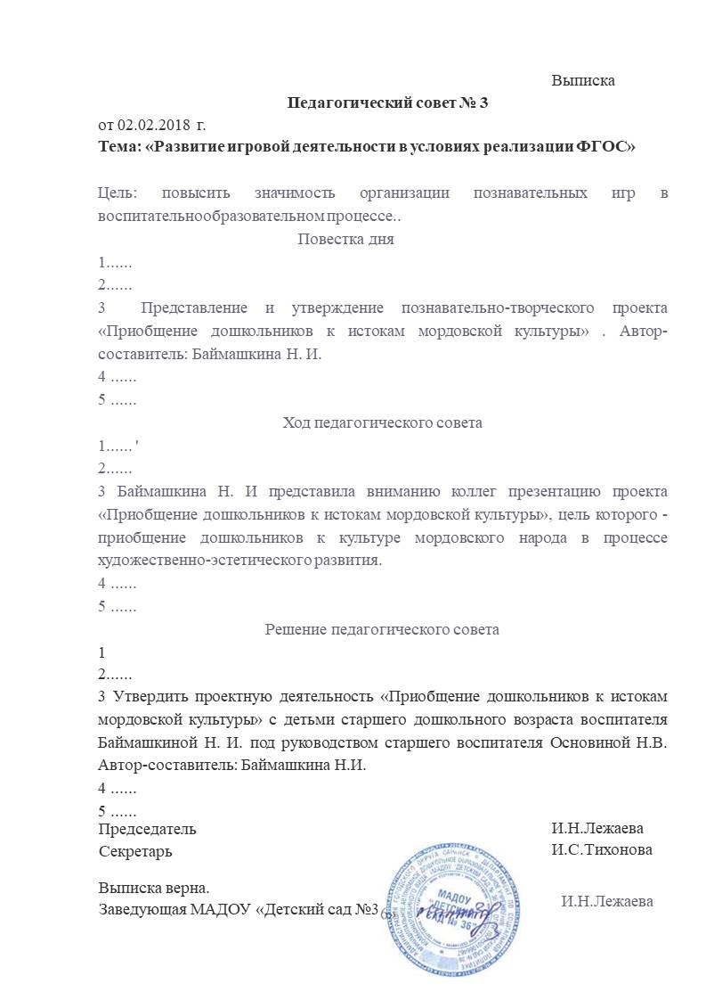 Выписка
Педагогический совет № 3
от 02.02.2018 г.
Тема: «Развитие игровой деятельности в условиях реализации ФГОС»
Цель: повысить значимость организации познавательных игр в
воспитательнообразовательном процессе..
Повестка дня
1......
2......
3 Представление и утверждение познавательно-творческого проекта
«Приобщение дошкольников к истокам мордовской культуры» . Автор-
составитель: Баймашкина Н. И.
4 ......
5 ......
Ход педагогического совета
1...... '
2......
3 Баймашкина Н. И представила вниманию коллег презентацию проекта
«Приобщение дошкольников к истокам мордовской культуры», цель которого -
приобщение дошкольников к культуре мордовского народа в процессе
художественно-эстетического развития.
4 ......
5 ......
Решение педагогического совета
1
2......
3 Утвердить проектную деятельность «Приобщение дошкольников к истокам
мордовской культуры» с детьми старшего дошкольного возраста воспитателя
Баймашкиной Н. И. под руководством старшего воспитателя Основиной Н.В.
Автор-составитель: Баймашкина Н.И.
4 ......
5 ......
Председатель И.Н.Лежаева
Секретарь И.С.Тихонова
Выписка верна.
Заведующая МАДОУ «Детский сад №36» И.Н.Лежаева
МАДОУ
"ДЕТСКИЙ
САД № 36"